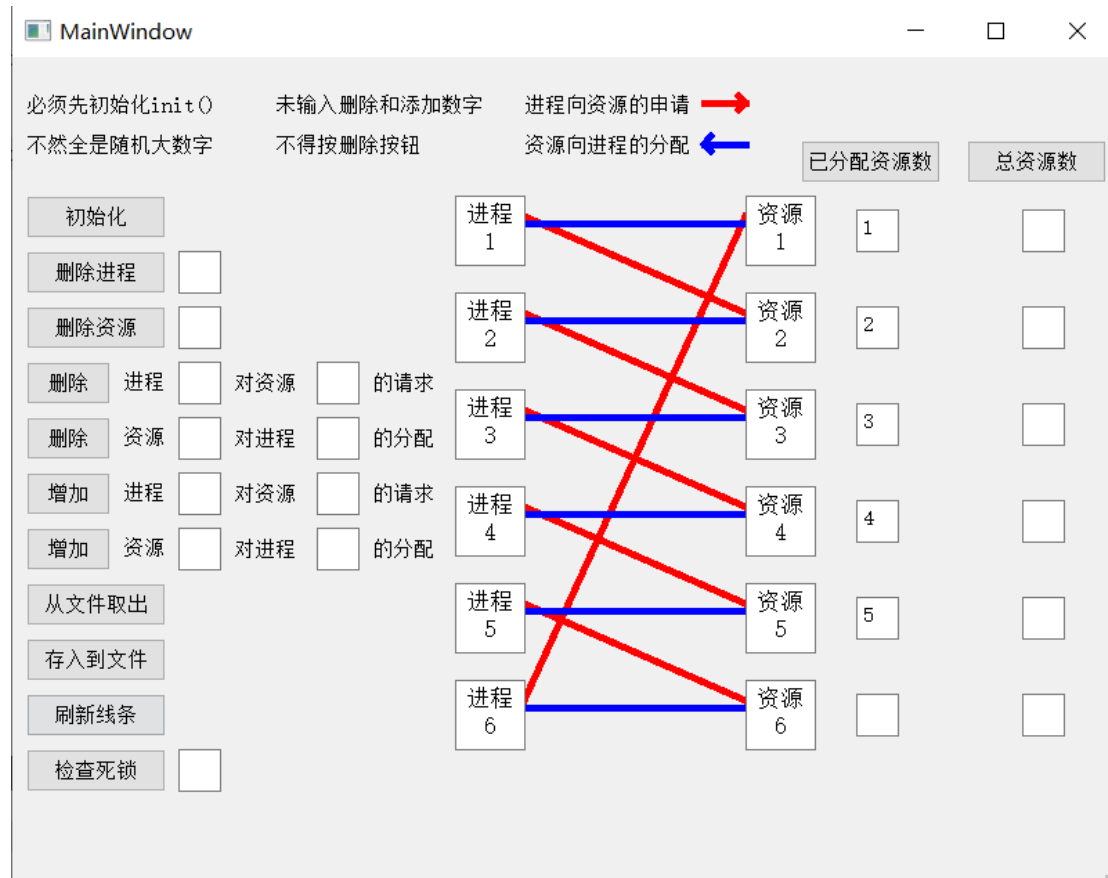 MainWindow
必须先初始化init() 未输入删除和添加数字 进程向资源的申请
不然全是随机大数字 不得按删除按钮 资源向进程的分配
已分配资源数 总资源数
初始化
删除进程
删除资源
删除 进程 对资源 的请求
删除 资源 对进程 的分配
增加 进程 对资源 的请求
增加 资源 对进程 的分配
从文件取出
存入到文件
刷新线条
检查死锁
进程
1
进程
2
进程
3
进程
4
进程
5
进程
6
资源
1
资源
2
资源
3
资源
4
资源
5
资源
6
1
2
3
4
5